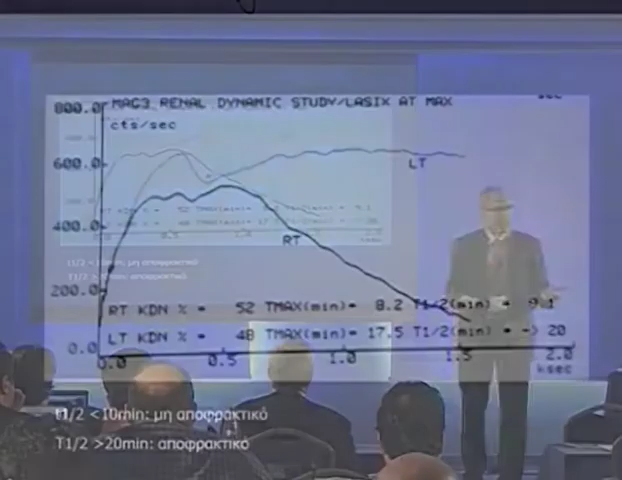 MAG3 RENAL DYNAMIC STUDY/LASIX AT MAX
800.0
cts/sec
600.0
LT
400.0
RT
200.0
RT KDN % = 52 TMAX(min)= 8.2 T1/2(min) = 9.1
LT KDN % = 48 TMAX(min)= 17.5 T1/2(min) = -> 20
0.0
0.0 0.5 1.0 1.5 2.0
ksec
t1/2 <10min: μη αποφρακτικό
T1/2 >20min: αποφρακτικό